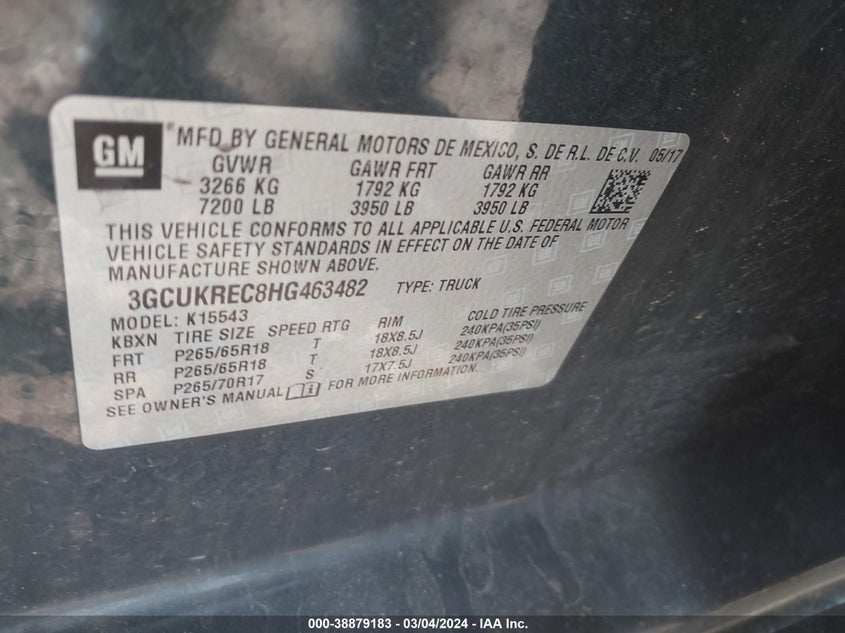 GM
® MFD BY GENERAL MOTORS DE MEXICO, S. DE R.L. DE C.V. 05/17
GVWR GAWR FRT GAWR RR
3266 KG 1792 KG 1792 KG
7200 LB 3950 LB 3950 LB
THIS VEHICLE CONFORMS TO ALL APPLICABLE U.S. FEDERAL MOTOR
VEHICLE SAFETY STANDARDS IN EFFECT ON THE DATE OF
MANUFACTURE SHOWN ABOVE.
3GCUKREC8HG463482 TYPE: TRUCK
MODEL: K15543
KBXN TIRE SIZE SPEED RTG RIM COLD TIRE PRESSURE
FRT P265/65R18 T 18X8.5J 240KPA(35PSI)
RR P265/65R18 T 18X8.5J 240KPA(35PSI)
SPA P265/70R17 S 17X7.5J 240KPA(35PSI)
SEE OWNER'S MANUAL FOR MORE INFORMATION.
000-38879183 - 03/04/2024 - IAA Inc.